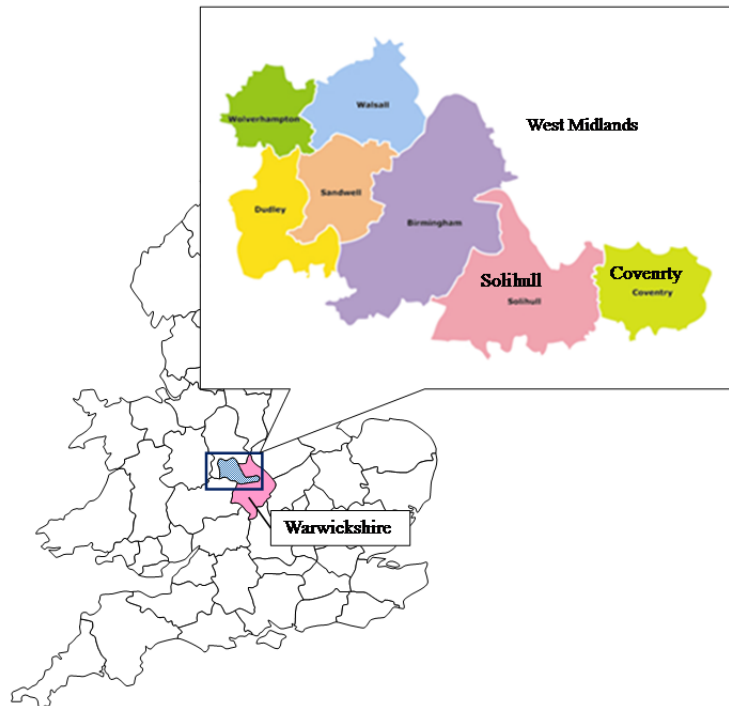 Walsall
Wolverhampton
West Midlands
Sandwell
Dudley
Birmingham
Solihull
Covenrty
Solihull
Coventry
Warwickshire